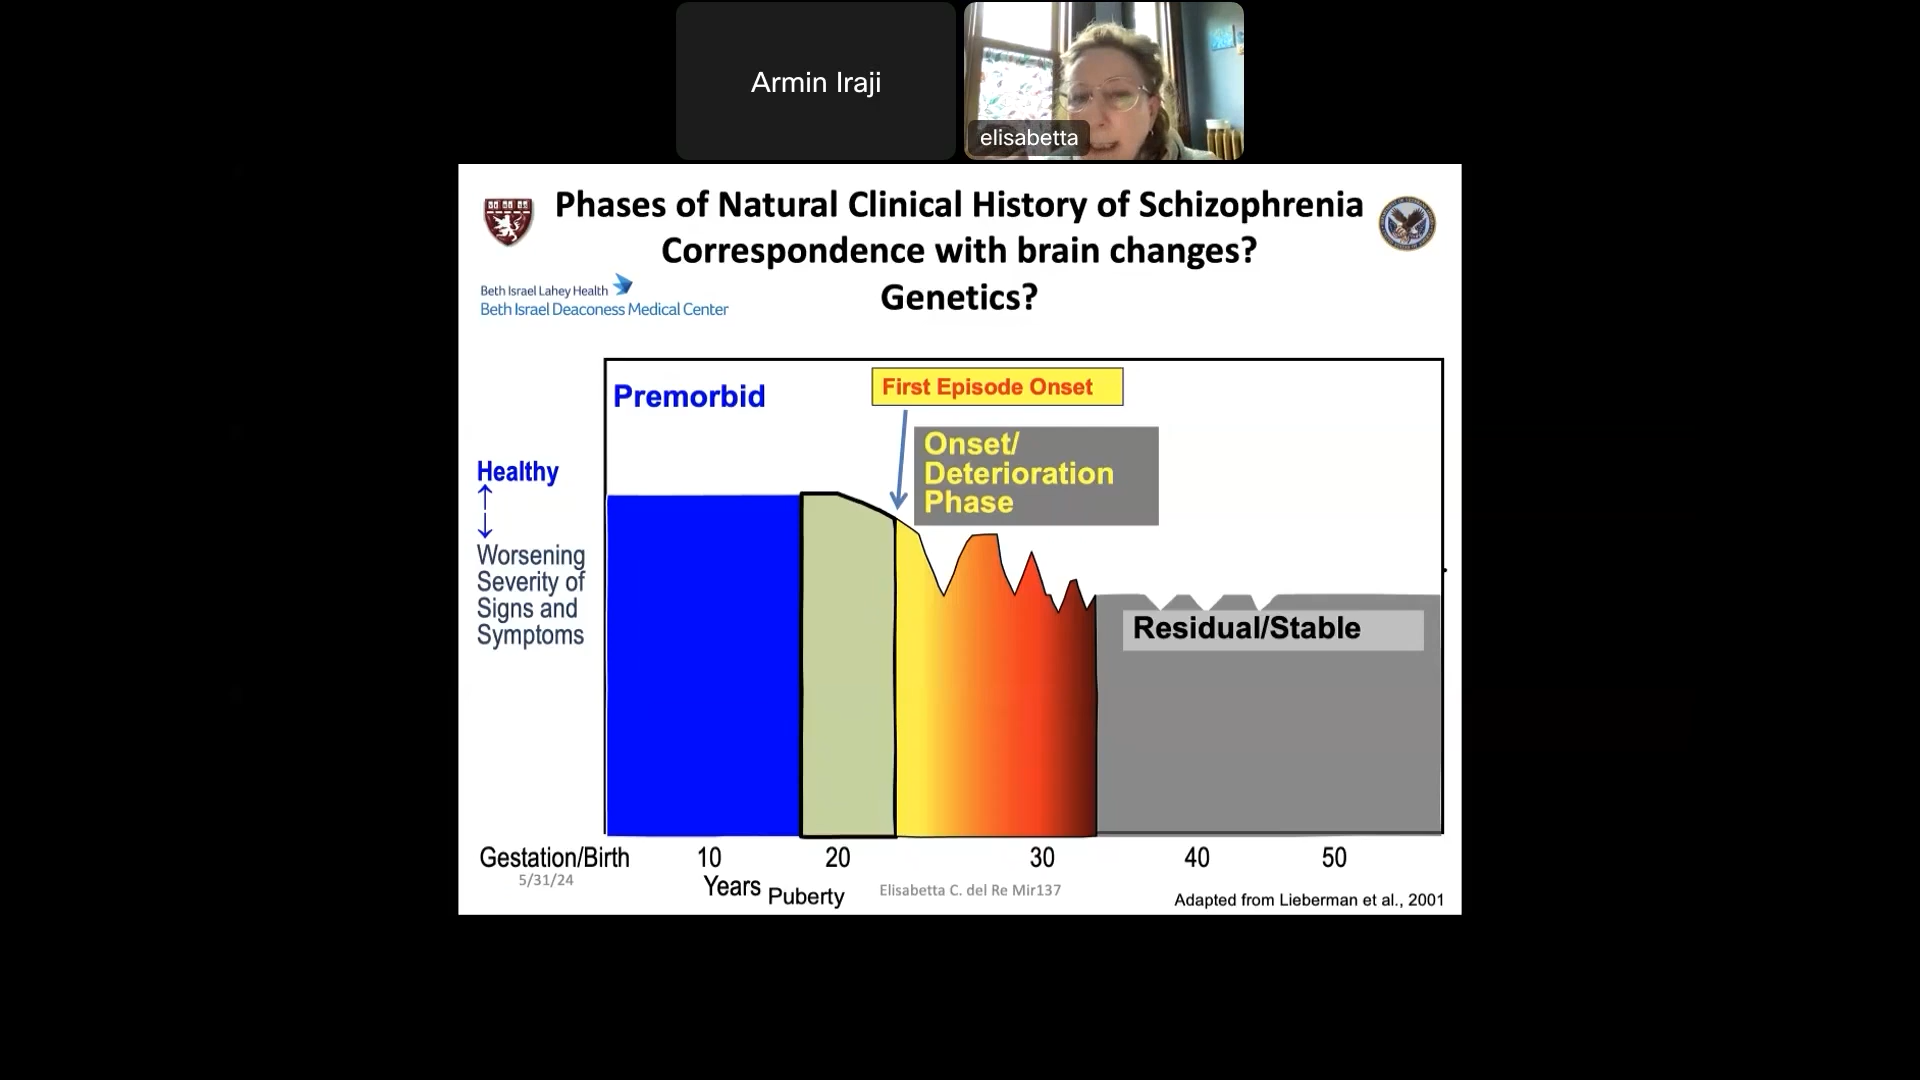 Armin Iraji
elisabetta
Phases of Natural Clinical History of Schizophrenia
Correspondence with brain changes?
Genetics?
Beth Israel Lahey Health
Beth Israel Deaconess Medical Center
Premorbid
First Episode Onset
Onset/
Deterioration
Phase
Healthy
Worsening
Severity of
Signs and
Symptoms
Residual/Stable
Gestation/Birth 10 20 30 40 50
Years Puberty
5/31/24
Elisabetta C. del Re Mir137
Adapted from Lieberman et al., 2001